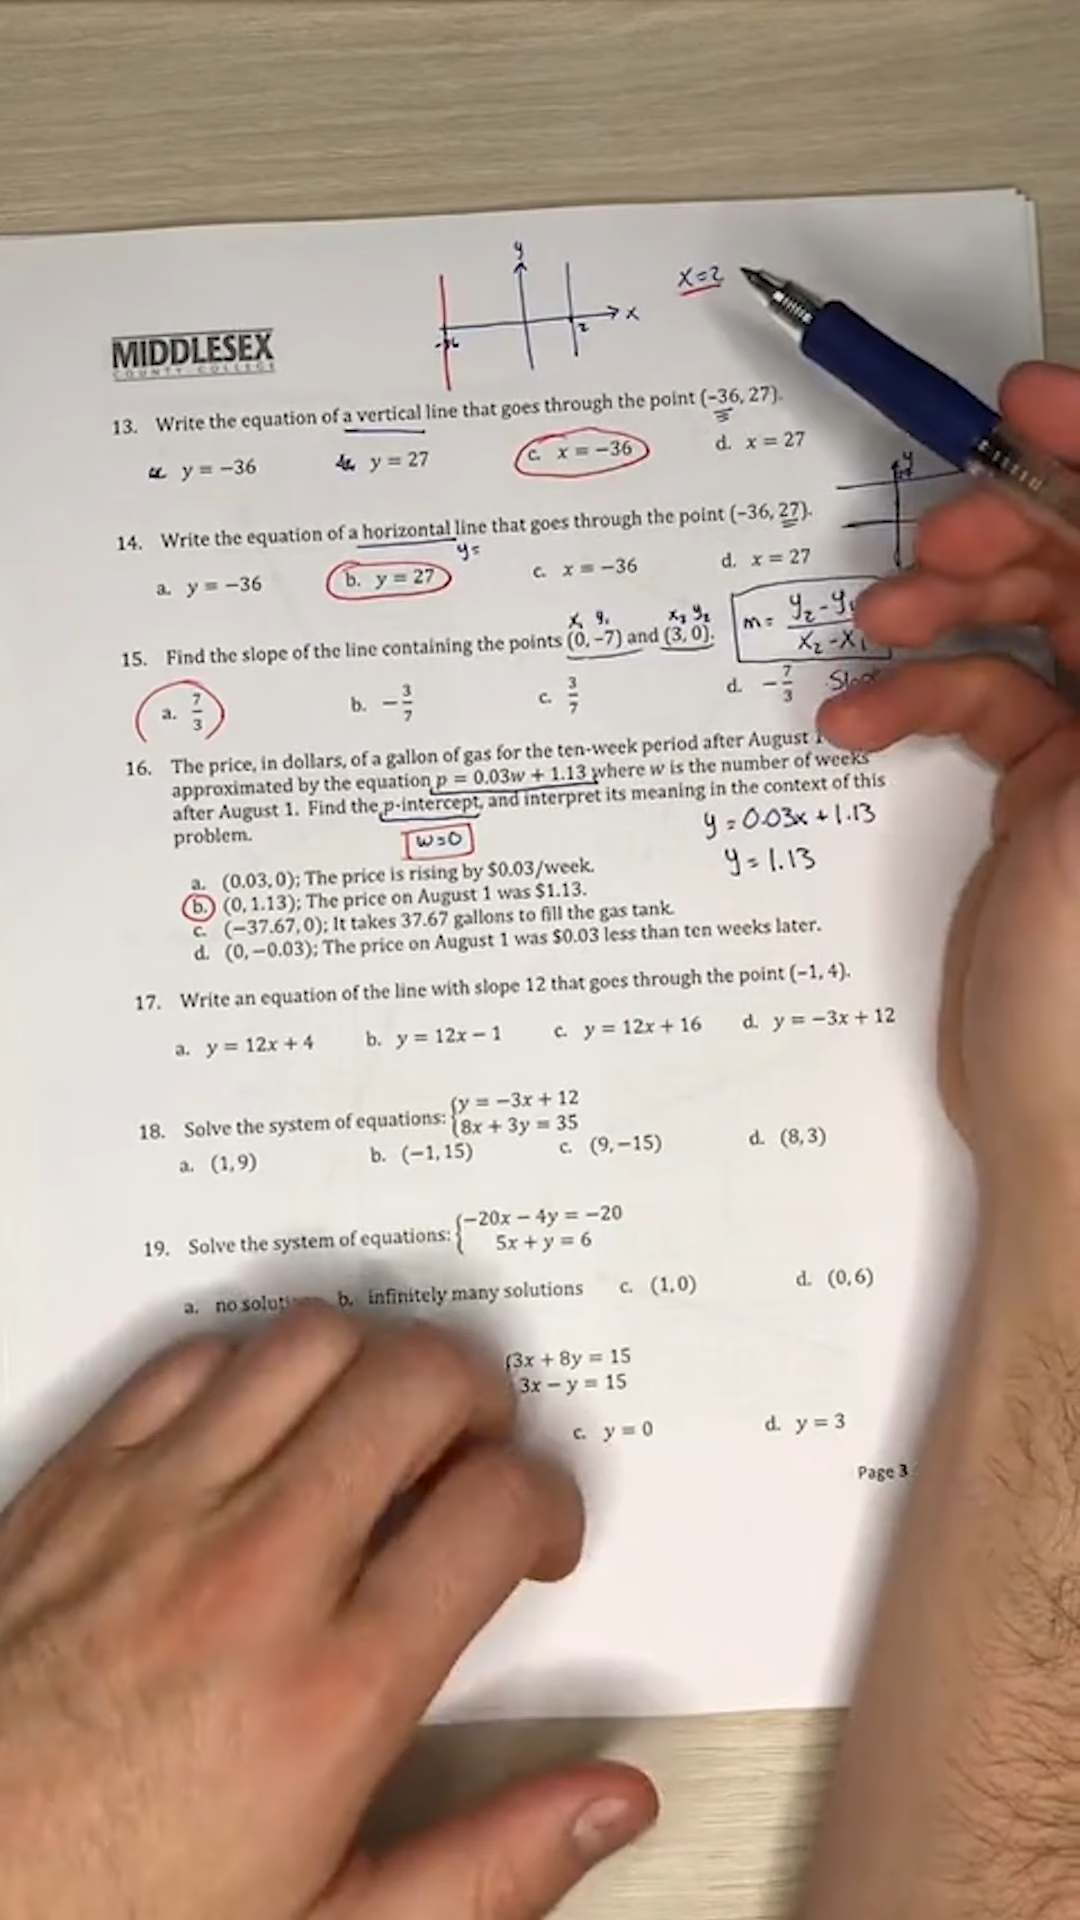 y
x=2
x
-36
2
MIDDLESEX
COUNTY COLLEGE
13. Write the equation of a vertical line that goes through the point (−36, 27).
y = −36 y = 27 c. x = −36 d. x = 27
y
14. Write the equation of a horizontal line that goes through the point (−36, 27).
y=
a. y = −36 b. y = 27 c. x = −36 d. x = 27
x₁ y₁ x₂ y₂ m = y₂-y₁
x₂-x₁
15. Find the slope of the line containing the points (0, −7) and (3, 0).
a. 7/3 b. −3/7 c. 3/7 d. −7/3
16. The price, in dollars, of a gallon of gas for the ten-week period after August
approximated by the equation p = 0.03w + 1.13 where w is the number of weeks
after August 1. Find the p-intercept, and interpret its meaning in the context of this
problem.
w=0
y = 0.03x + 1.13
y = 1.13
a. (0.03, 0); The price is rising by $0.03/week.
b. (0, 1.13); The price on August 1 was $1.13.
c. (−37.67, 0); It takes 37.67 gallons to fill the gas tank.
d. (0, −0.03); The price on August 1 was $0.03 less than ten weeks later.
17. Write an equation of the line with slope 12 that goes through the point (−1, 4).
a. y = 12x + 4 b. y = 12x − 1 c. y = 12x + 16 d. y = −3x + 12
18. Solve the system of equations: {y = −3x + 12
8x + 3y = 35
a. (1, 9) b. (−1, 15) c. (9, −15) d. (8, 3)
19. Solve the system of equations: {−20x − 4y = −20
5x + y = 6
a. no b. infinitely many solutions c. (1, 0) d. (0, 6)
{3x + 8y = 15
3x − y = 15
c. y = 0 d. y = 3
Page 3